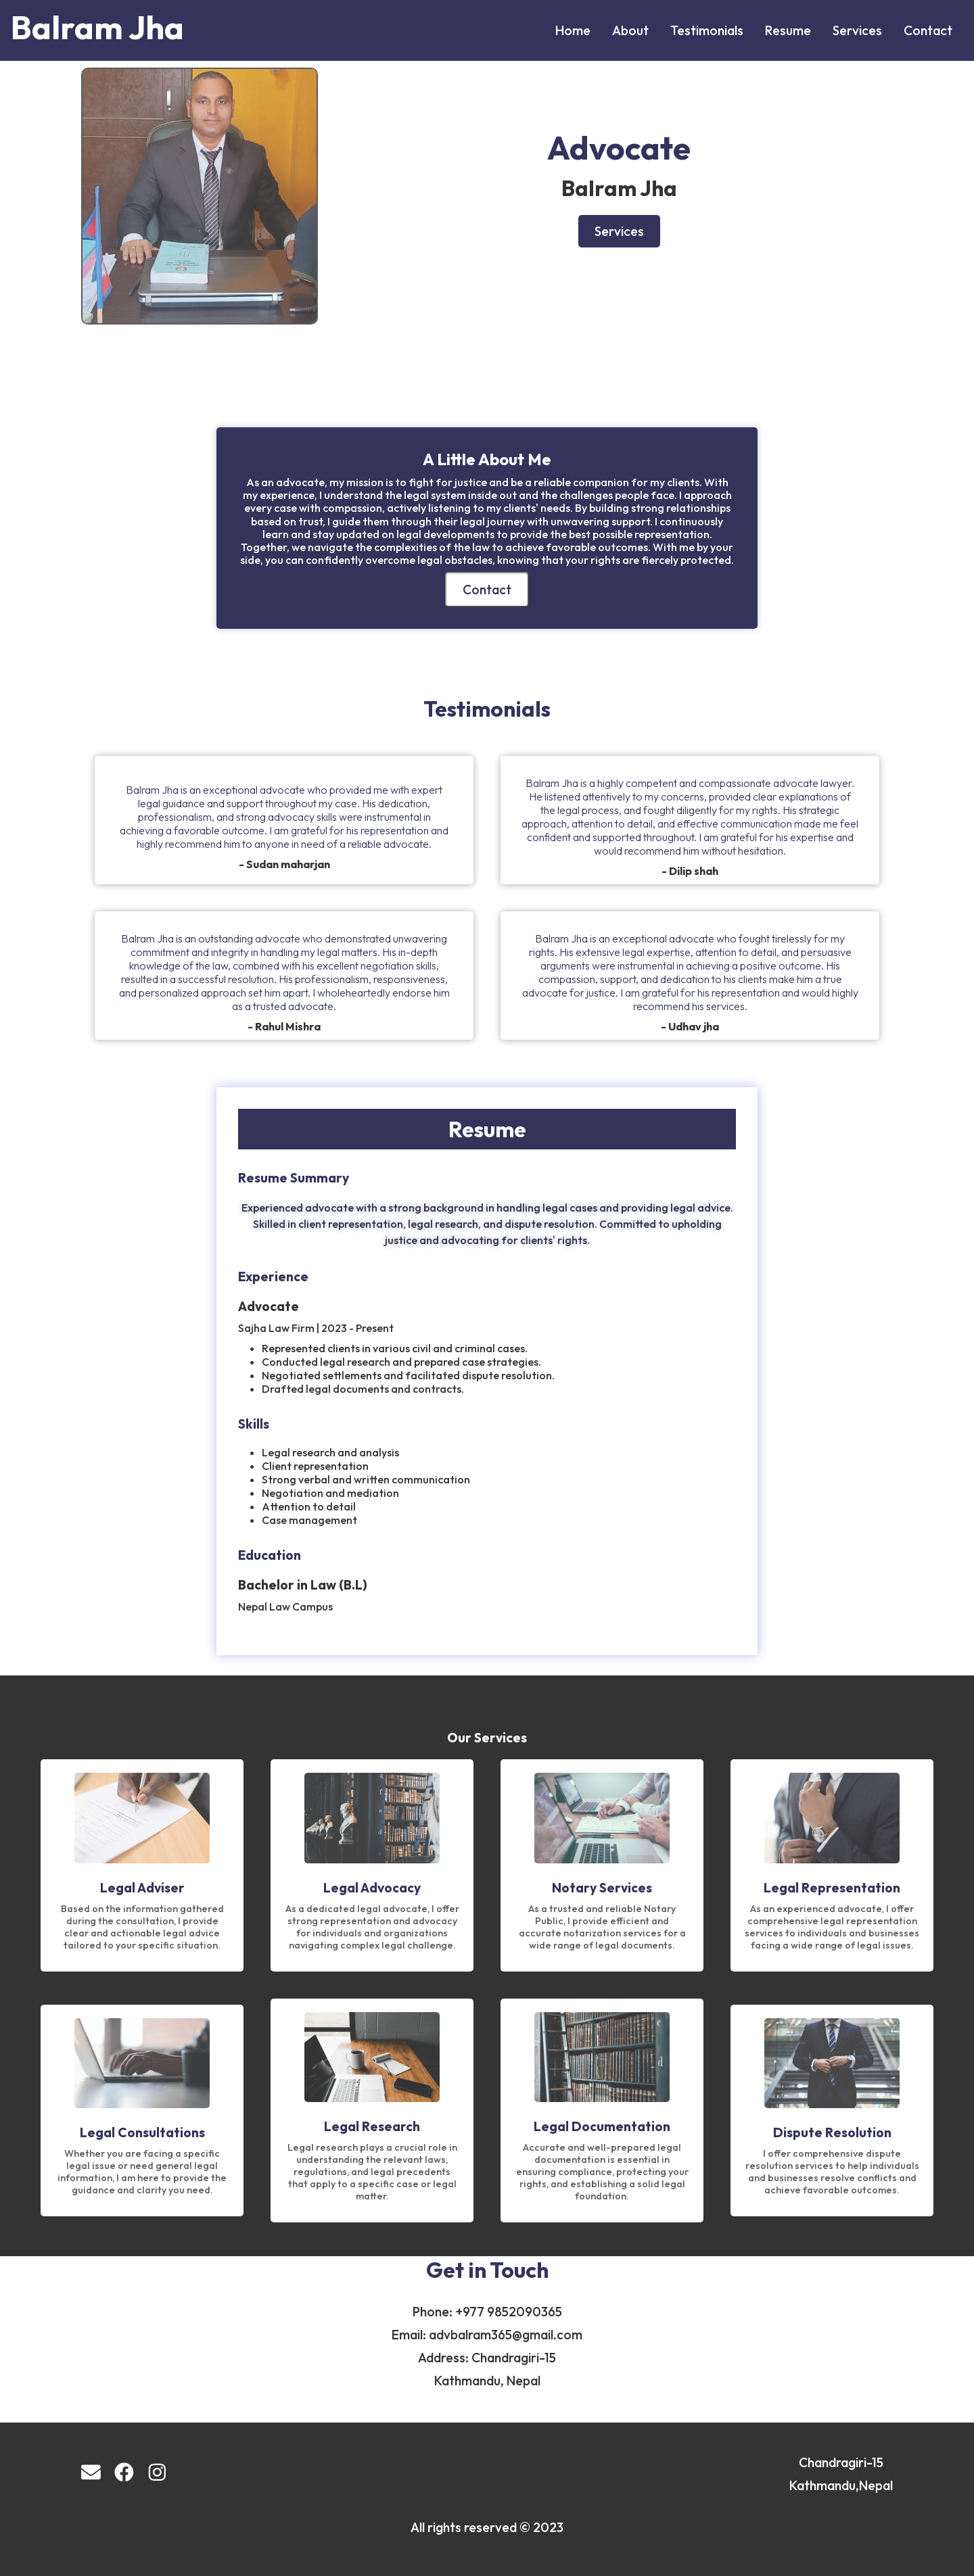 Balram Jha
Home About Testimonials Resume Services Contact
Advocate
Balram Jha
Services
A Little About Me
As an advocate, my mission is to fight for justice and be a reliable companion for my clients. With
my experience, I understand the legal system inside out and the challenges people face. I approach
every case with compassion, actively listening to my clients' needs. By building strong relationships
based on trust, I guide them through their legal journey with unwavering support. I continuously
learn and stay updated on legal developments to provide the best possible representation.
Together, we navigate the complexities of the law to achieve favorable outcomes. With me by your
side, you can confidently overcome legal obstacles, knowing that your rights are fiercely protected.
Contact
Testimonials
Balram Jha is an exceptional advocate who provided me with expert
legal guidance and support throughout my case. His dedication,
professionalism, and strong advocacy skills were instrumental in
achieving a favorable outcome. I am grateful for his representation and
highly recommend him to anyone in need of a reliable advocate.
- Sudan maharjan
Balram Jha is a highly competent and compassionate advocate lawyer.
He listened attentively to my concerns, provided clear explanations of
the legal process, and fought diligently for my rights. His strategic
approach, attention to detail, and effective communication made me feel
confident and supported throughout. I am grateful for his expertise and
would recommend him without hesitation.
- Dilip shah
Balram Jha is an outstanding advocate who demonstrated unwavering
commitment and integrity in handling my legal matters. His in-depth
knowledge of the law, combined with his excellent negotiation skills,
resulted in a successful resolution. His professionalism, responsiveness,
and personalized approach set him apart. I wholeheartedly endorse him
as a trusted advocate.
- Rahul Mishra
Balram Jha is an exceptional advocate who fought tirelessly for my
rights. His extensive legal expertise, attention to detail, and persuasive
arguments were instrumental in achieving a positive outcome. His
compassion, support, and dedication to his clients make him a true
advocate for justice. I am grateful for his representation and would highly
recommend his services.
- Udhav jha
Resume
Resume Summary
Experienced advocate with a strong background in handling legal cases and providing legal advice.
Skilled in client representation, legal research, and dispute resolution. Committed to upholding
justice and advocating for clients' rights.
Experience
Advocate
Sajha Law Firm | 2023 - Present
• Represented clients in various civil and criminal cases.
• Conducted legal research and prepared case strategies.
• Negotiated settlements and facilitated dispute resolution.
• Drafted legal documents and contracts.
Skills
• Legal research and analysis
• Client representation
• Strong verbal and written communication
• Negotiation and mediation
• Attention to detail
• Case management
Education
Bachelor in Law (B.L)
Nepal Law Campus
Our Services
Legal Adviser
Based on the information gathered
during the consultation, I provide
clear and actionable legal advice
tailored to your specific situation.
Legal Advocacy
As a dedicated legal advocate, I offer
strong representation and advocacy
for individuals and organizations
navigating complex legal challenge.
Notary Services
As a trusted and reliable Notary
Public, I provide efficient and
accurate notarization services for a
wide range of legal documents.
Legal Representation
As an experienced advocate, I offer
comprehensive legal representation
services to individuals and businesses
facing a wide range of legal issues.
Legal Consultations
Whether you are facing a specific
legal issue or need general legal
information, I am here to provide the
guidance and clarity you need.
Legal Research
Legal research plays a crucial role in
understanding the relevant laws,
regulations, and legal precedents
that apply to a specific case or legal
matter.
Legal Documentation
Accurate and well-prepared legal
documentation is essential in
ensuring compliance, protecting your
rights, and establishing a solid legal
foundation.
Dispute Resolution
I offer comprehensive dispute
resolution services to help individuals
and businesses resolve conflicts and
achieve favorable outcomes.
Get in Touch
Phone: +977 9852090365
Email: advbalram365@gmail.com
Address: Chandragiri-15
Kathmandu, Nepal
Chandragiri-15
Kathmandu,Nepal
All rights reserved © 2023